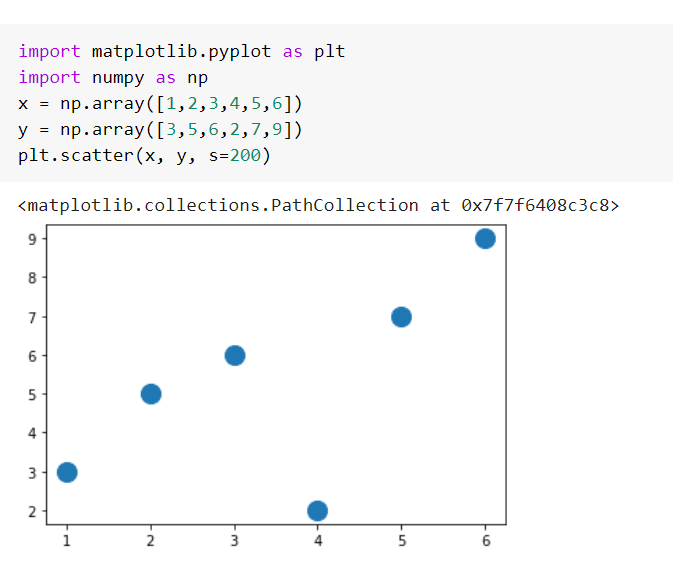 import matplotlib.pyplot as plt
import numpy as np
x = np.array([1,2,3,4,5,6])
y = np.array([3,5,6,2,7,9])
plt.scatter(x, y, s=200)
<matplotlib.collections.PathCollection at 0x7f7f6408c3c8>
9
8
7
6
5
4
3
2
1 2 3 4 5 6